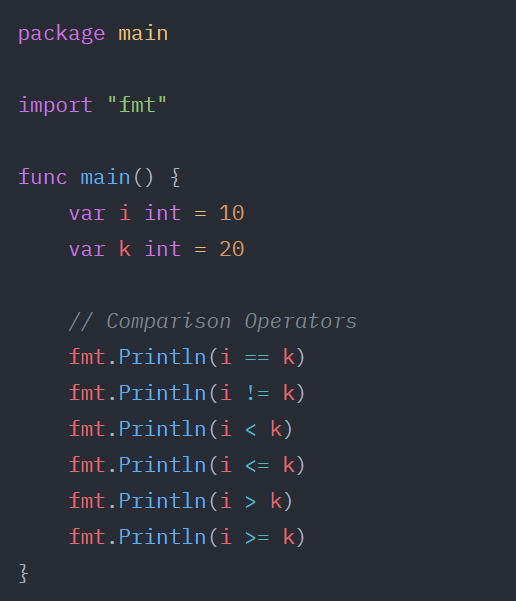 package main

import "fmt"

func main() {
    var i int = 10
    var k int = 20

    // Comparison Operators
    fmt.Println(i == k)
    fmt.Println(i != k)
    fmt.Println(i < k)
    fmt.Println(i <= k)
    fmt.Println(i > k)
    fmt.Println(i >= k)
}